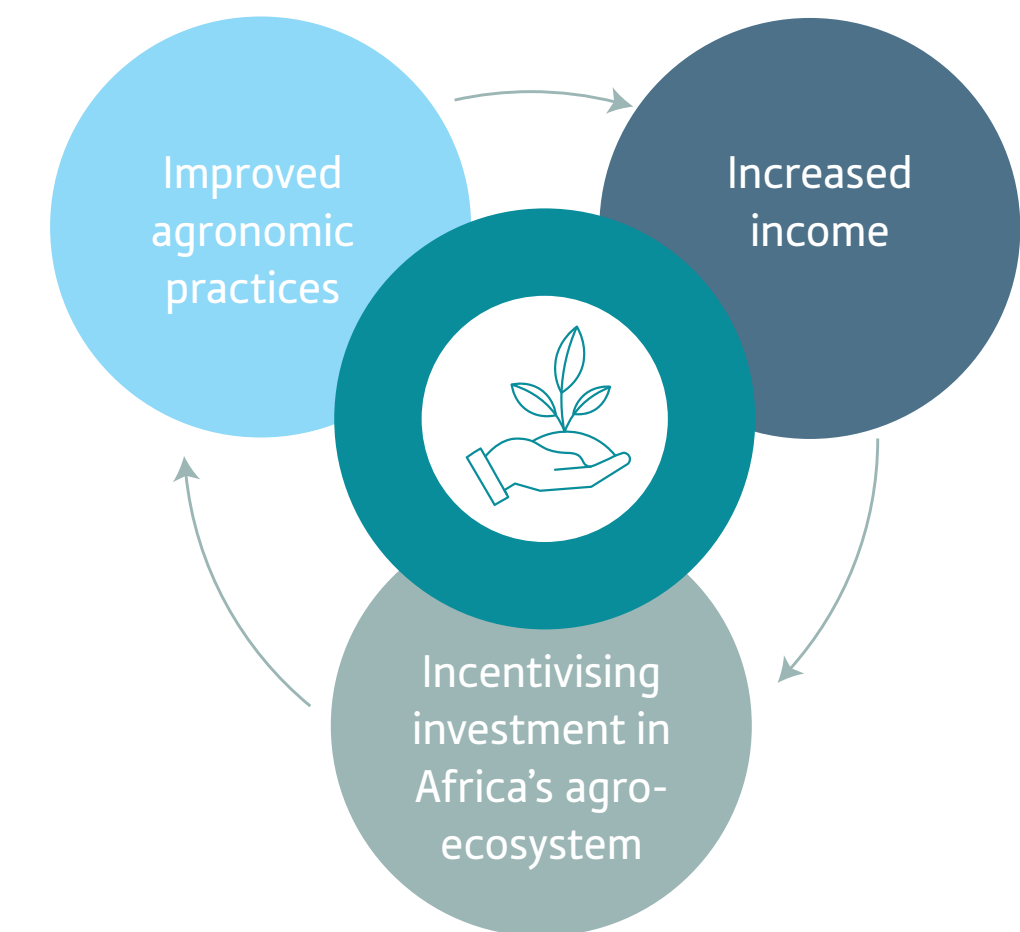 Improved
agronomic
practices
Increased
income
Incentivising
investment in
Africa’s agro-
ecosystem